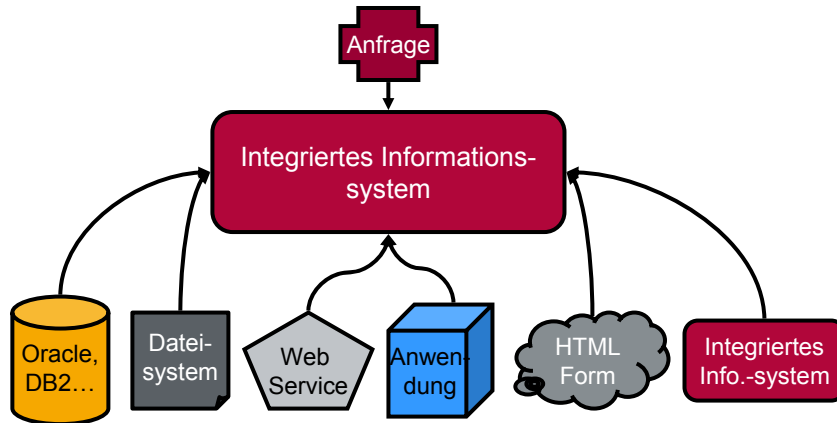 Anfrage
Integriertes Informations-
system
Oracle,
DB2...
Datei-
system
Web
Service
Anwen-
dung
HTML
Form
Integriertes
Info.-system